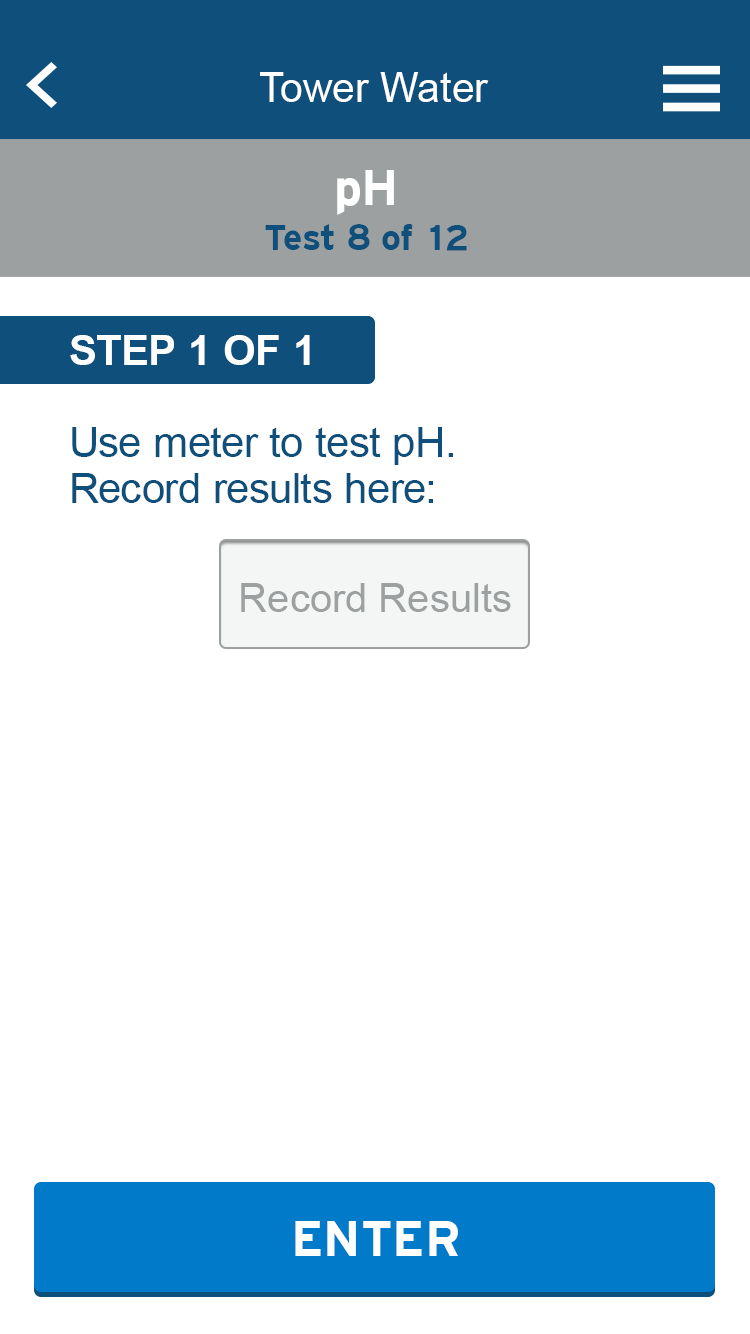 Tower Water
pH
Test 8 of 12
STEP 1 OF 1
Use meter to test pH.
Record results here:
Record Results
ENTER